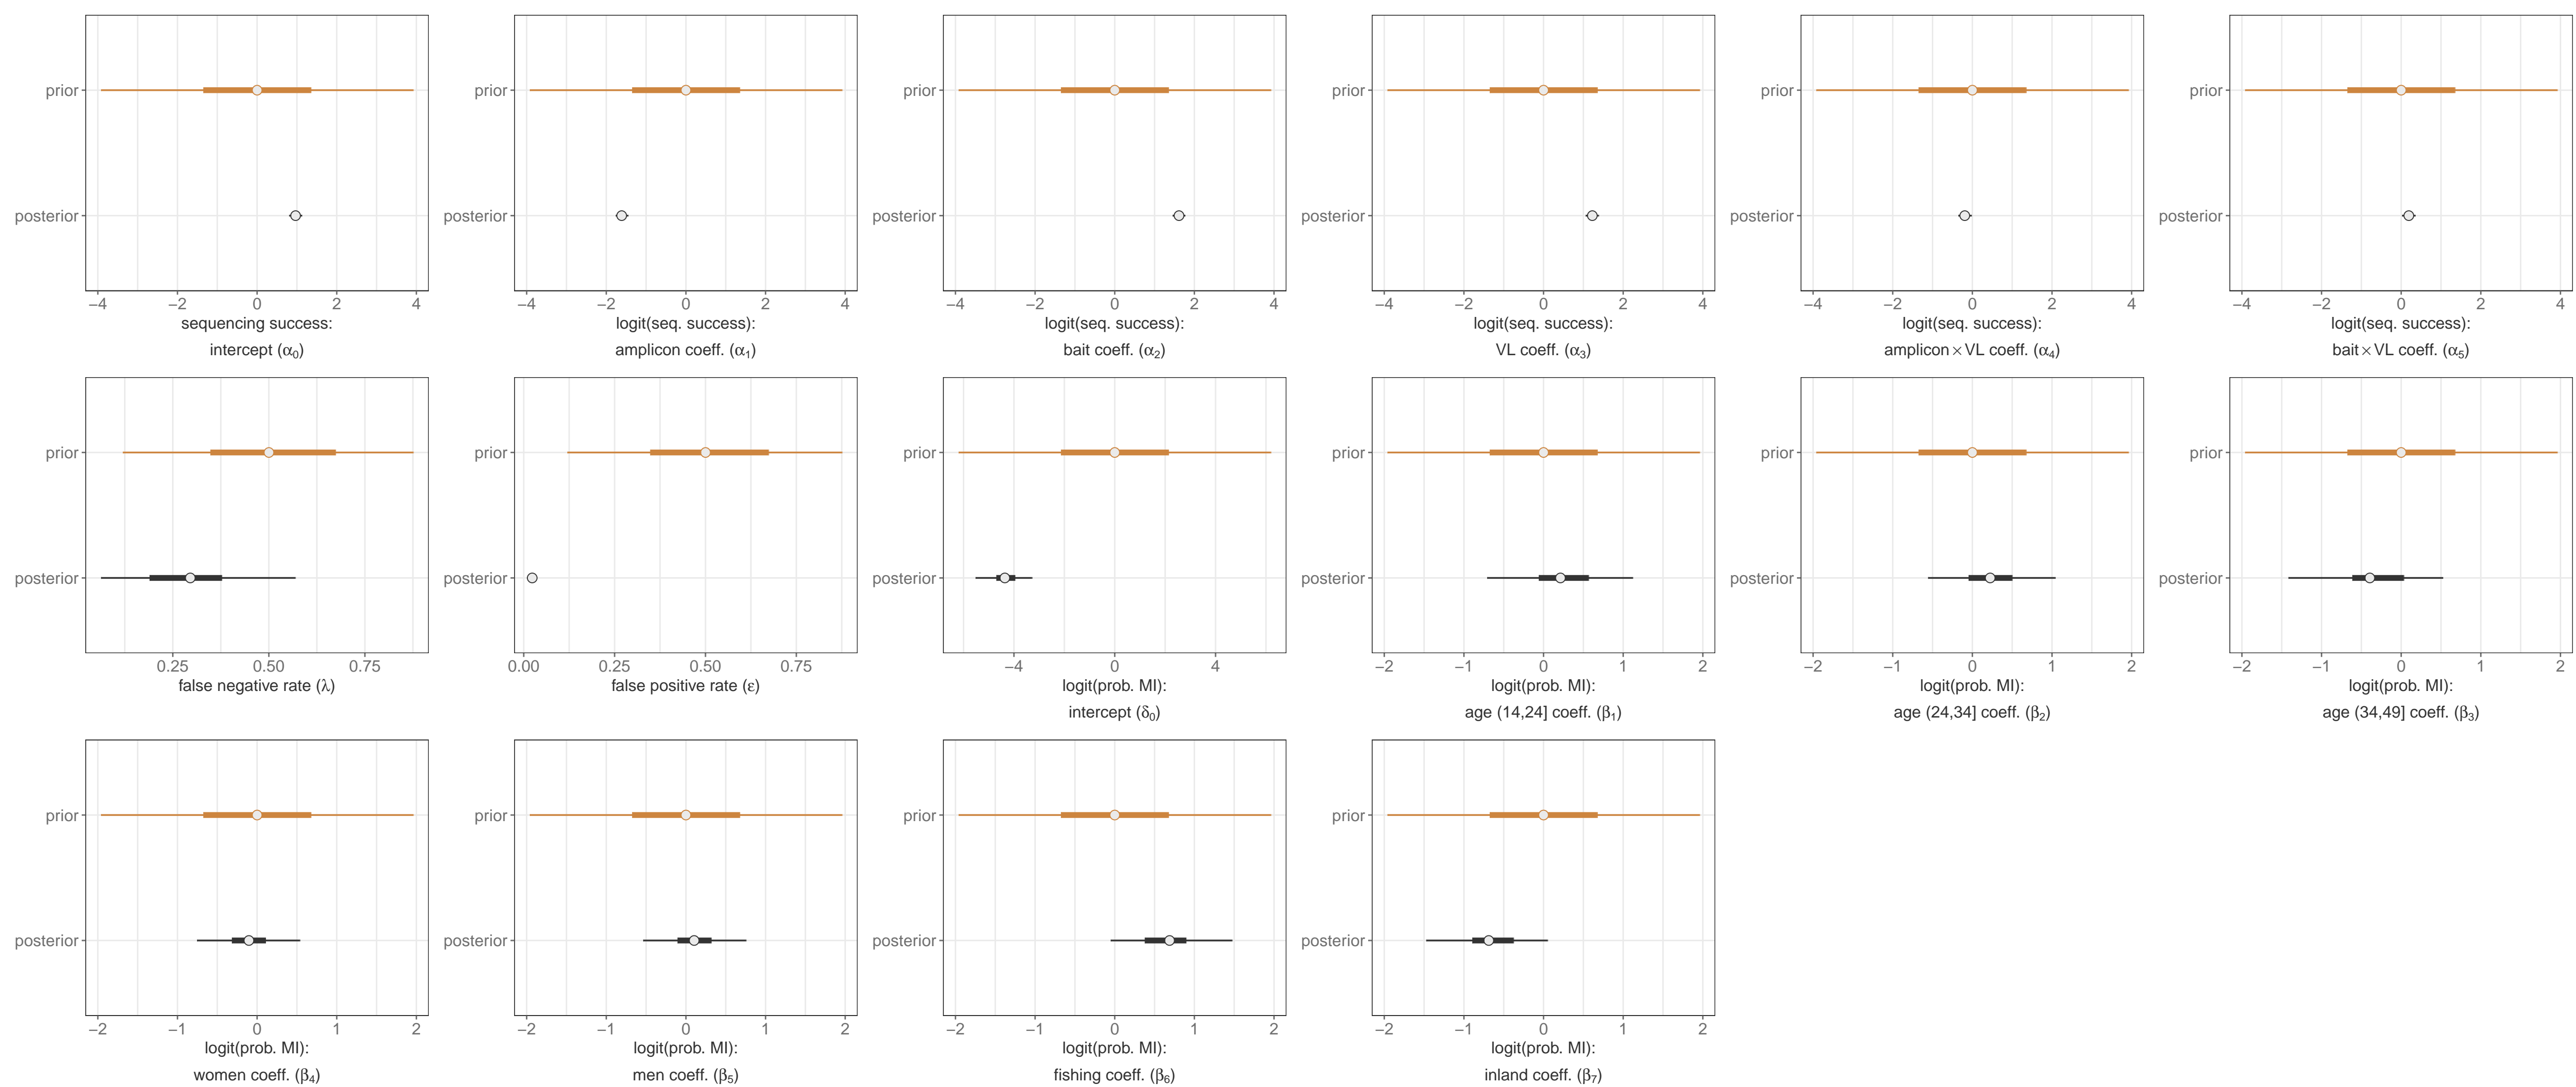 prior
posterior
−4 −2 0 2 4
sequencing success:
intercept (α₀)
prior
posterior
−4 −2 0 2 4
logit(seq. success):
amplicon coeff. (α₁)
prior
posterior
−4 −2 0 2 4
logit(seq. success):
bait coeff. (α₂)
prior
posterior
−4 −2 0 2 4
logit(seq. success):
VL coeff. (α₃)
prior
posterior
−4 −2 0 2 4
logit(seq. success):
amplicon×VL coeff. (α₄)
prior
posterior
−4 −2 0 2 4
logit(seq. success):
bait×VL coeff. (α₅)
prior
posterior
0.25 0.50 0.75
false negative rate (λ)
prior
posterior
0.00 0.25 0.50 0.75
false positive rate (ε)
prior
posterior
−4 0 4
logit(prob. MI):
intercept (δ₀)
prior
posterior
−2 −1 0 1 2
logit(prob. MI):
age (14,24] coeff. (β₁)
prior
posterior
−2 −1 0 1 2
logit(prob. MI):
age (24,34] coeff. (β₂)
prior
posterior
−2 −1 0 1 2
logit(prob. MI):
age (34,49] coeff. (β₃)
prior
posterior
−2 −1 0 1 2
logit(prob. MI):
women coeff. (β₄)
prior
posterior
−2 −1 0 1 2
logit(prob. MI):
men coeff. (β₅)
prior
posterior
−2 −1 0 1 2
logit(prob. MI):
fishing coeff. (β₆)
prior
posterior
−2 −1 0 1 2
logit(prob. MI):
inland coeff. (β₇)